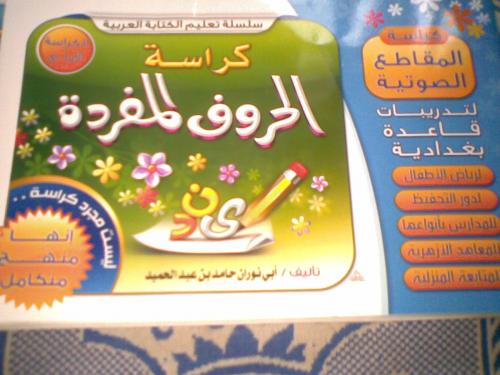 سلسلة تعليم الكتابة العربية
كراسة
الحروف المفردة
ن
د ى
ليست مجرد كراسة ..
إنها
منهج
متكامل
تأليف / أبي نوران حامد بن عبد الحميد
كراسة
المقاطع
الصوتية
لتدريبات
قاعدة
بغدادية
لرياض الأطفال
لدور التحفيظ
للمدارس بأنواعها
للمعاهد الأزهرية
لمتابعة المنزلية